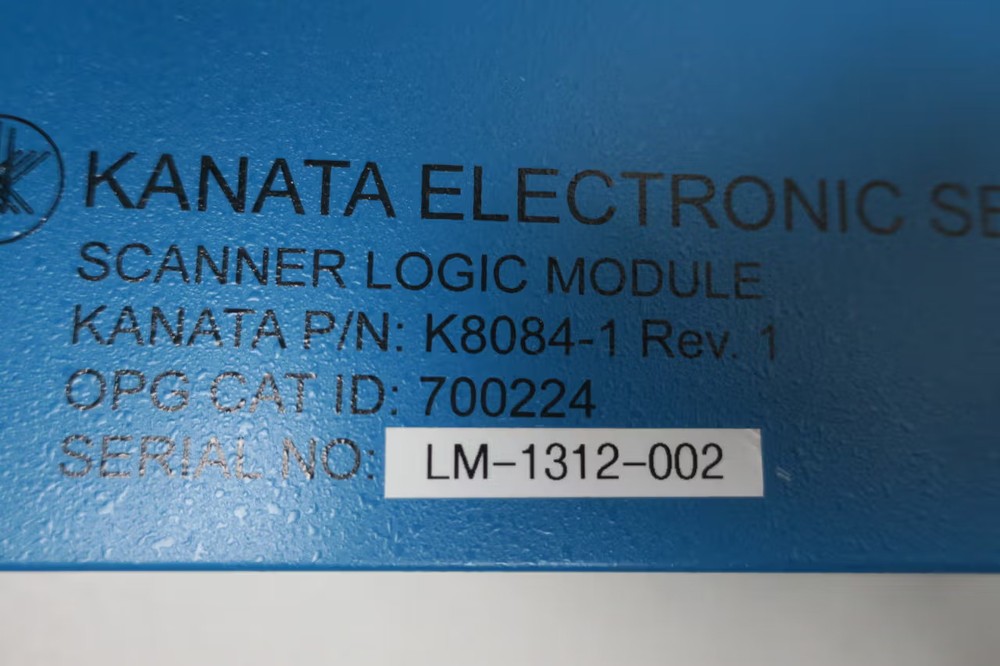 KANATA ELECTRONIC SE
SCANNER LOGIC MODULE
KANATA P/N: K8084-1 Rev. 1
OPG CAT ID: 700224
SERIAL NO: LM-1312-002